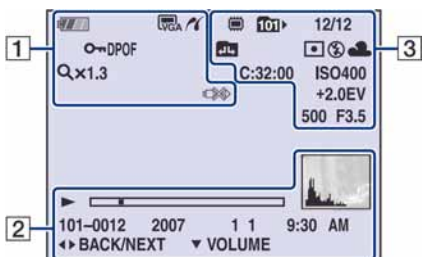 1
VGA
101
12/12
3
DPOF
×1.3
C:32:00
ISO400
+2.0EV
500 F3.5
2
101-0012 2007 1 1 9:30 AM
BACK/NEXT VOLUME